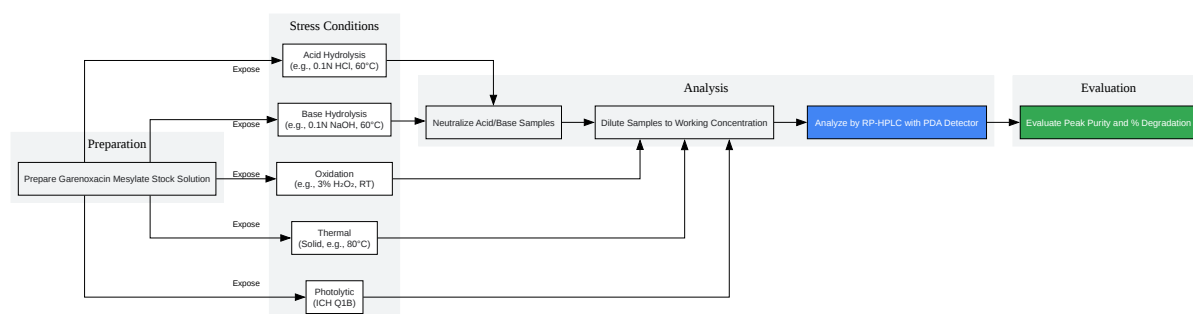 Stress Conditions
Acid Hydrolysis
(e.g., 0.1N HCl, 60°C)
Expose
Analysis
Evaluation
Base Hydrolysis
(e.g., 0.1N NaOH, 60°C)
Expose
Neutralize Acid/Base Samples
Dilute Samples to Working Concentration
Analyze by RP-HPLC with PDA Detector
Evaluate Peak Purity and % Degradation
Preparation
Prepare Garenoxacin Mesylate Stock Solution
Expose
Oxidation
(e.g., 3% H₂O₂, RT)
Expose
Thermal
(Solid, e.g., 80°C)
Expose
Photolytic
(ICH Q1B)